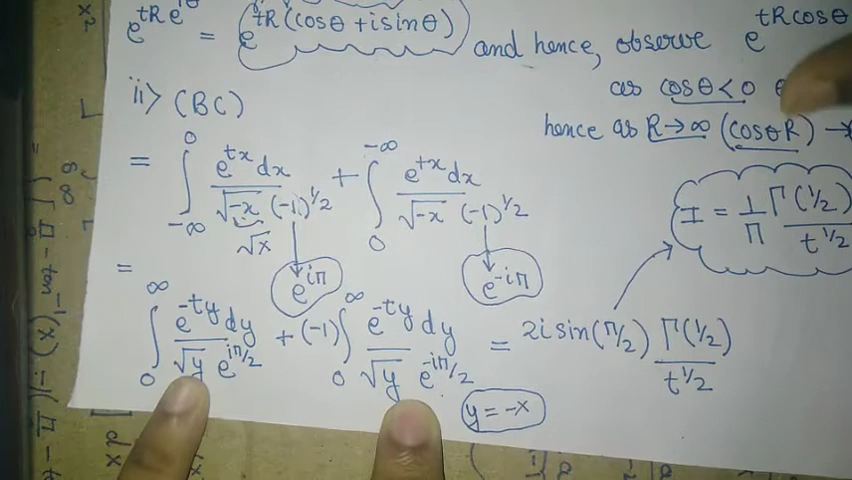 e^{tRe^{iθ}} = e^{tR(cosθ + i sinθ)} and hence, observe e^{tRcosθ}
as cosθ < 0
hence as R → ∞ (cosθR) →
ii> (BC)
= ∫_{-∞}^{0} e^{tx} dx / √-x (-1)^{1/2} + ∫_{0}^{-∞} e^{tx} dx / √-x (-1)^{1/2}
√x
I = 1/π Γ(1/2) / t^{1/2}
e^{iπ} e^{-iπ}
= ∫_{0}^{∞} e^{-ty} dy / √y e^{iπ/2} + (-1) ∫_{0}^{∞} e^{-ty} dy / √y e^{-iπ/2} = 2i sin(π/2) Γ(1/2) / t^{1/2}
y = -x